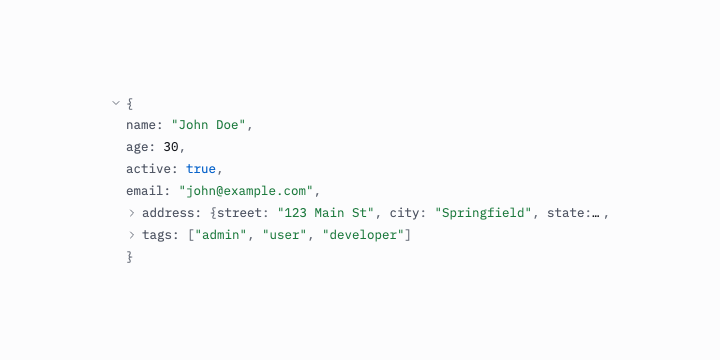 {
name: "John Doe",
age: 30,
active: true,
email: "john@example.com",
address: {street: "123 Main St", city: "Springfield", state:… ,
tags: ["admin", "user", "developer"]
}